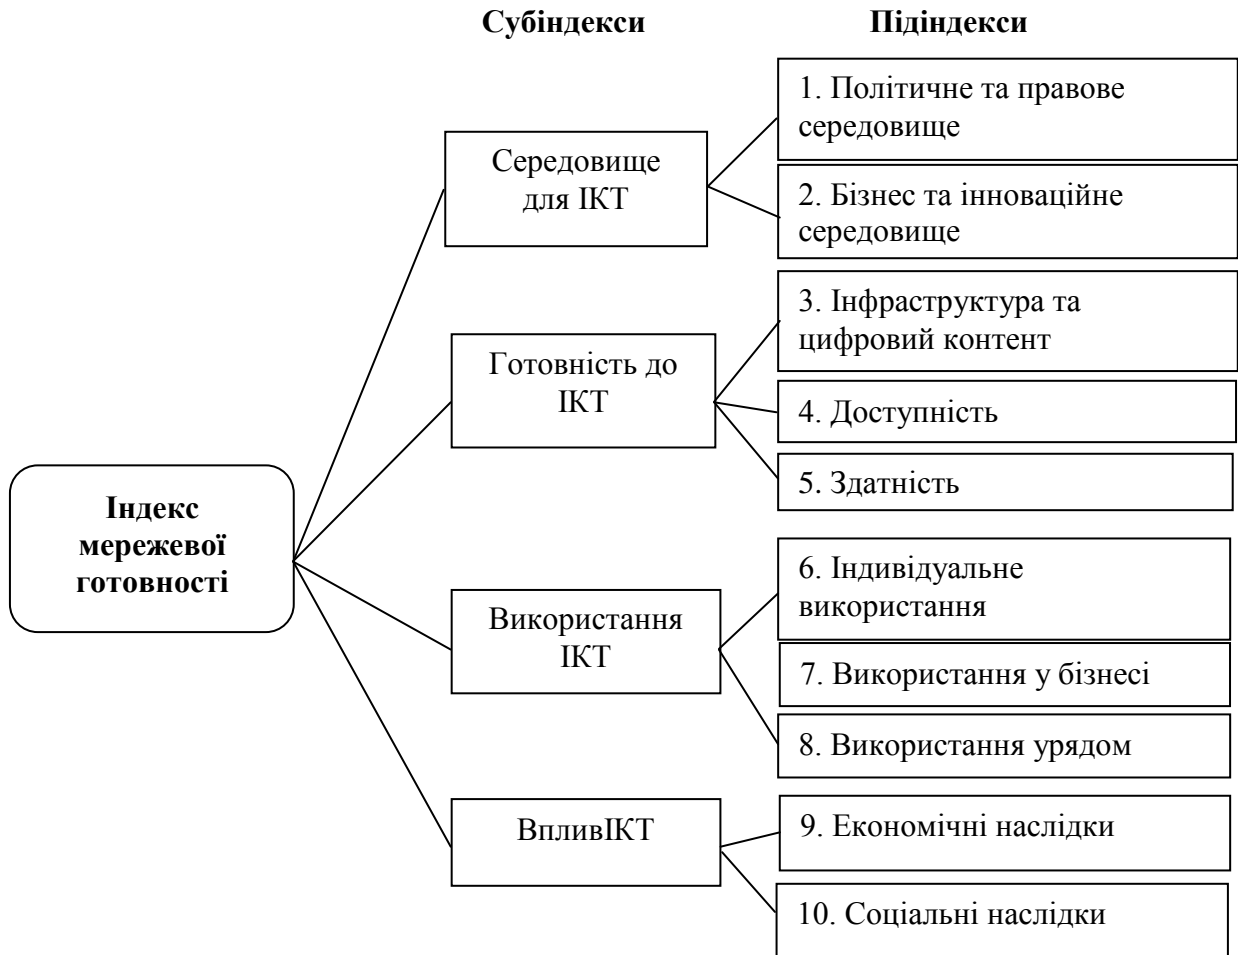 Субіндекси
Підіндекси
Індекс
мережевої
готовності
Середовище
для ІКТ
1. Політичне та правове
середовище
2. Бізнес та інноваційне
середовище
Готовність до
ІКТ
3. Інфраструктура та
цифровий контент
4. Доступність
5. Здатність
Використання
ІКТ
6. Індивідуальне
використання
7. Використання у бізнесі
8. Використання урядом
ВпливІКТ
9. Економічні наслідки
10. Соціальні наслідки